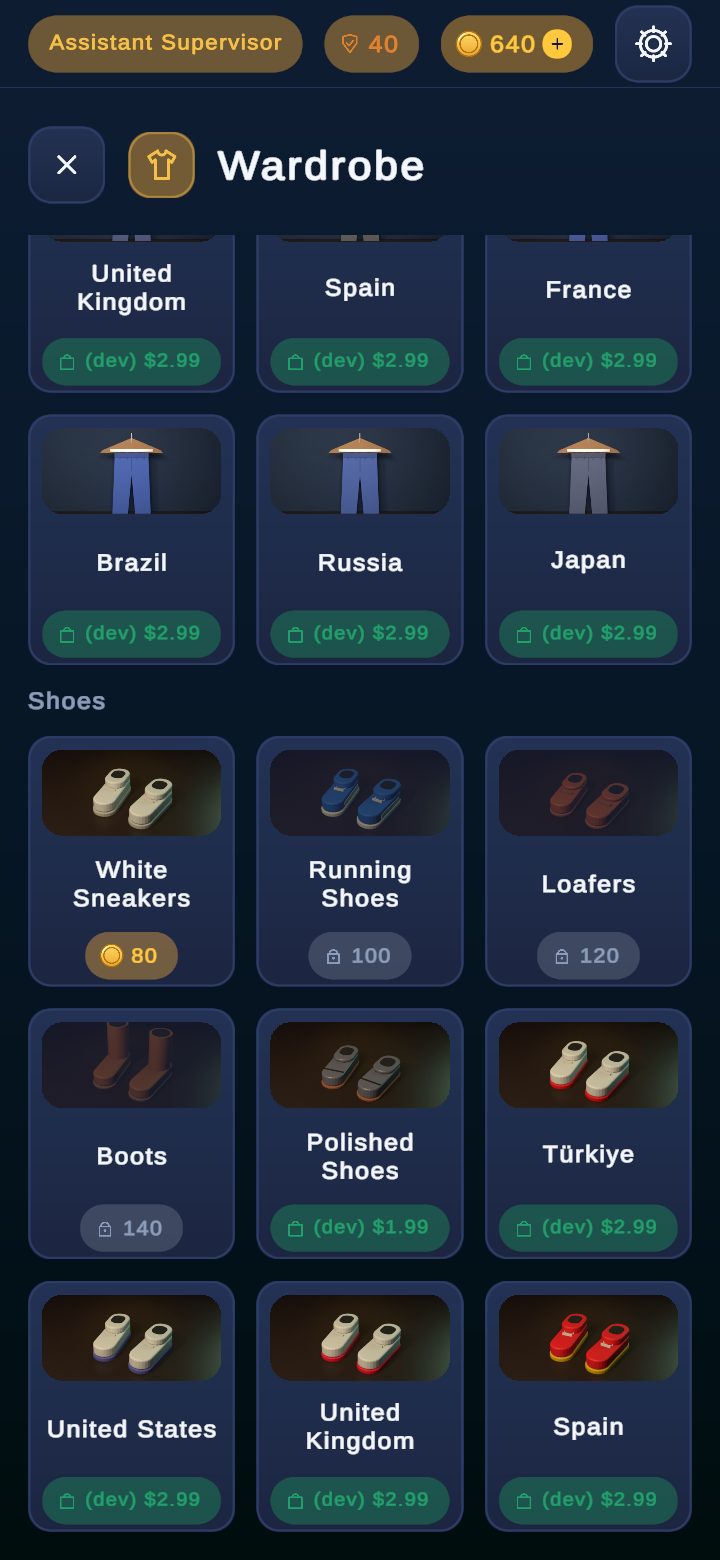 Assistant Supervisor 40 640 +
Wardrobe
United Kingdom Spain France
(dev) $2.99 (dev) $2.99 (dev) $2.99
Brazil Russia Japan
(dev) $2.99 (dev) $2.99 (dev) $2.99
Shoes
White Sneakers Running Shoes Loafers
80 100 120
Boots Polished Shoes Türkiye
140 (dev) $1.99 (dev) $2.99
United States United Kingdom Spain
(dev) $2.99 (dev) $2.99 (dev) $2.99